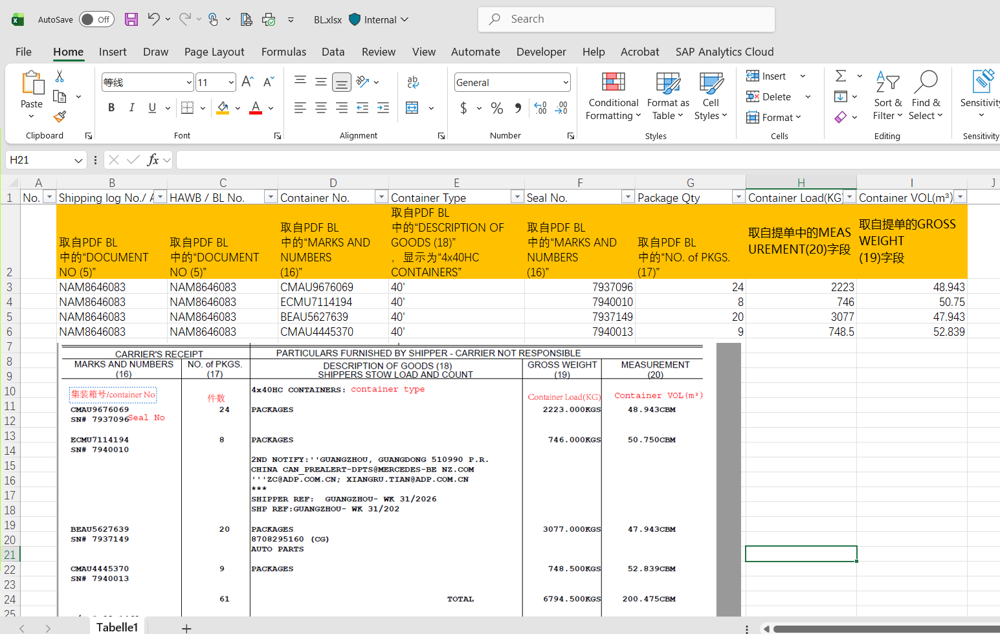 AutoSave Off BL.xlsx Internal Search
File Home Insert Draw Page Layout Formulas Data Review View Automate Developer Help Acrobat SAP Analytics Cloud
Paste
Clipboard
等线 11
B I U
Font
Alignment
General
$ % 9 .00 .00
Number
Conditional Formatting
Format as Table
Cell Styles
Styles
Insert
Delete
Format
Cells
Sort & Filter
Find & Select
Editing
Sensitivity
Sensitivity
H21 fx
A B C D E F G H I J
1 No. Shipping log No./ A HAWB / BL No. Container No. Container Type Seal No. Package Qty Container Load(KG) Container VOL(m³)
2
取自PDF BL
中的“DOCUMENT
NO (5)”
取自PDF BL
中的“DOCUMENT
NO (5)”
取自PDF BL
中的“MARKS AND
NUMBERS
(16)”
取自PDF BL
中的“DESCRIPTION OF
GOODS (18)”
，显示为“4x40HC
CONTAINERS”
取自PDF BL
中的“MARKS AND
NUMBERS
(16)”
取自PDF BL
中的“NO. of PKGS.
(17)”
取自提单中的MEAS
UREMENT(20)字段
取自提单的GROSS
WEIGHT
(19)字段
3 NAM8646083 NAM8646083 CMAU9676069 40' 7937096 24 2223 48.943
4 NAM8646083 NAM8646083 ECMU7114194 40' 7940010 8 746 50.75
5 NAM8646083 NAM8646083 BEAU5627639 40' 7937149 20 3077 47.943
6 NAM8646083 NAM8646083 CMAU4445370 40' 7940013 9 748.5 52.839
7
8
9
10
11
12
13
14
15
16
17
18
19
20
21
22
23
24
25
CARRIER'S RECEIPT PARTICULARS FURNISHED BY SHIPPER - CARRIER NOT RESPONSIBLE
MARKS AND NUMBERS NO. of PKGS. DESCRIPTION OF GOODS (18) GROSS WEIGHT MEASUREMENT
(16) (17) SHIPPERS STOW LOAD AND COUNT (19) (20)
4x40HC CONTAINERS: container type
集装箱号/container No 件数 Container Load(KG) Container VOL(m³)
CMAU9676069 24 PACKAGES 2223.000KGS 48.943CBM
SN# 7937096 Seal No
ECMU7114194 8 PACKAGES 746.000KGS 50.750CBM
SN# 7940010
2ND NOTIFY:''GUANGZHOU, GUANGDONG 510990 P.R.
CHINA CAN_PREALERT-DPTS@MERCEDES-BE NZ.COM
'''ZC@ADP.COM.CN; XIANGRU.TIAN@ADP.COM.CN
***
SHIPPER REF: GUANGZHOU- WK 31/2026
SHP REF:GUANGZHOU- WK 31/202
BEAU5627639 20 PACKAGES 3077.000KGS 47.943CBM
SN# 7937149 8708295160 (CG)
AUTO PARTS
CMAU4445370 9 PACKAGES 748.500KGS 52.839CBM
SN# 7940013
61 TOTAL 6794.500KGS 200.475CBM
Tabelle1